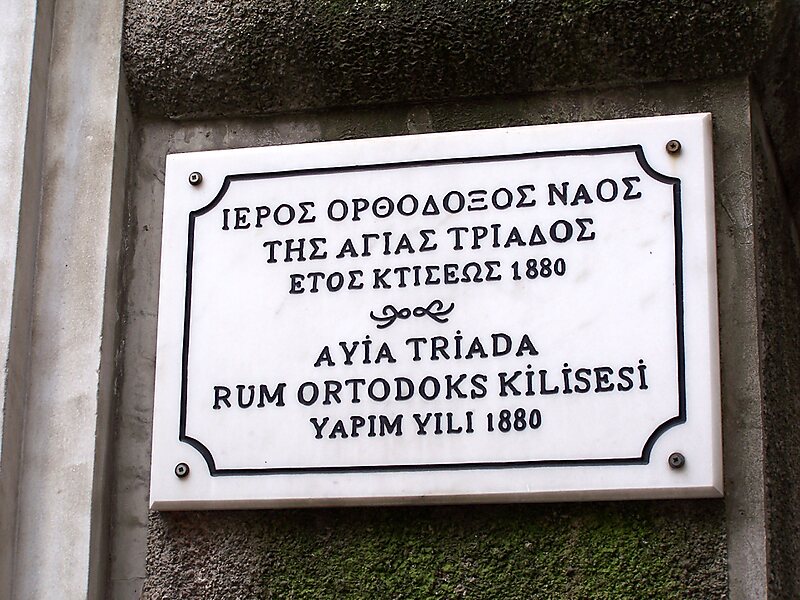 ΙΕΡΟΣ ΟΡΘΟΔΟΞΟΣ ΝΑΟΣ
ΤΗΣ ΑΓΙΑΣ ΤΡΙΑΔΟΣ
ΕΤΟΣ ΚΤΙΣΕΩΣ 1880
AYİA TRİADA
RUM ORTODOKS KİLİSESİ
YAPIM YILI 1880